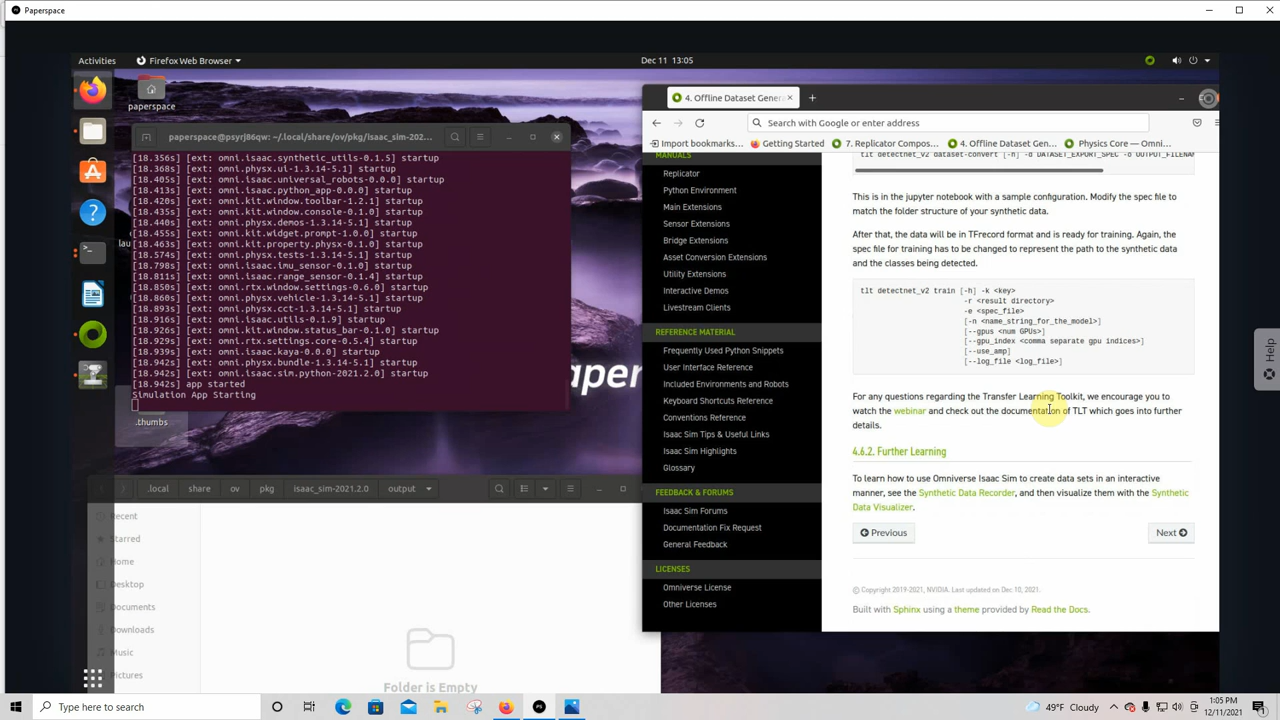 Paperspace
Activities
Firefox Web Browser
Dec 11 13:05
paperspace
paperspace@psyrj86qw: ~/.local/share/ov/pkg/isaac_sim-202...
[18.356s] [ext: omni.isaac.synthetic_utils-0.1.5] startup
[18.368s] [ext: omni.physx.ui-1.3.14-5.1] startup
[18.405s] [ext: omni.isaac.universal_robots-0.0.0] startup
[18.413s] [ext: omni.isaac.python_app-0.0.0] startup
[18.420s] [ext: omni.kit.window.toolbar-1.2.1] startup
[18.435s] [ext: omni.kit.window.console-0.1.0] startup
[18.440s] [ext: omni.physx.demos-1.3.14-5.1] startup
[18.453s] [ext: omni.kit.widget.prompt-1.0.0] startup
[18.463s] [ext: omni.kit.property.physx-0.1.0] startup
[18.574s] [ext: omni.physx.tests-1.3.14-5.1] startup
[18.798s] [ext: omni.isaac.imu_sensor-0.1.0] startup
[18.811s] [ext: omni.isaac.range_sensor-0.1.4] startup
[18.850s] [ext: omni.rtx.window.settings-0.6.0] startup
[18.860s] [ext: omni.physx.vehicle-1.3.14-5.1] startup
[18.893s] [ext: omni.physx.cct-1.3.14-5.1] startup
[18.916s] [ext: omni.isaac.utils-0.1.9] startup
[18.926s] [ext: omni.kit.window.status_bar-0.1.0] startup
[18.929s] [ext: omni.rtx.settings.core-0.5.4] startup
[18.939s] [ext: omni.isaac.kaya-0.0.0] startup
[18.942s] [ext: omni.physx.bundle-1.3.14-5.1] startup
[18.942s] [ext: omni.isaac.sim.python-2021.2.0] startup
[18.942s] app started
Simulation App Starting
lau
aper
.thumbs
.local
share
ov
pkg
isaac_sim-2021.2.0
output
Recent
Starred
Home
Desktop
Documents
Downloads
Music
Pictures
Folder is Empty
4. Offline Dataset Gener
Search with Google or enter address
Import bookmarks...
Getting Started
7. Replicator Compos...
4. Offline Dataset Gen...
Physics Core — Omni...
MANUALS
Replicator
Python Environment
Main Extensions
Sensor Extensions
Bridge Extensions
Asset Conversion Extensions
Utility Extensions
Interactive Demos
Livestream Clients
REFERENCE MATERIAL
Frequently Used Python Snippets
User Interface Reference
Included Environments and Robots
Keyboard Shortcuts Reference
Conventions Reference
Isaac Sim Tips & Useful Links
Isaac Sim Highlights
Glossary
FEEDBACK & FORUMS
Isaac Sim Forums
Documentation Fix Request
General Feedback
LICENSES
Omniverse License
Other Licenses
tlt detectnet_v2 dataset-convert [-h] -d DATASET_EXPORT_SPEC -o OUTPUT_FILENAM
This is in the jupyter notebook with a sample configuration. Modify the spec file to
match the folder structure of your synthetic data.
After that, the data will be in TFrecord format and is ready for training. Again, the
spec file for training has to be changed to represent the path to the synthetic data
and the classes being detected.
tlt detectnet_v2 train [-h] -k <key>
-r <result directory>
-e <spec_file>
[-n <name_string_for_the_model>]
[--gpus <num GPUs>]
[--gpu_index <comma separate gpu indices>]
[--use_amp]
[--log_file <log_file>]
For any questions regarding the Transfer Learning Toolkit, we encourage you to
watch the webinar and check out the documentation of TLT which goes into further
details.
4.6.2. Further Learning
To learn how to use Omniverse Isaac Sim to create data sets in an interactive
manner, see the Synthetic Data Recorder, and then visualize them with the Synthetic
Data Visualizer.
Previous
Next
© Copyright 2019-2021, NVIDIA. Last updated on Dec 10, 2021.
Built with Sphinx using a theme provided by Read the Docs.
Help
Type here to search
49°F Cloudy
1:05 PM
12/11/2021